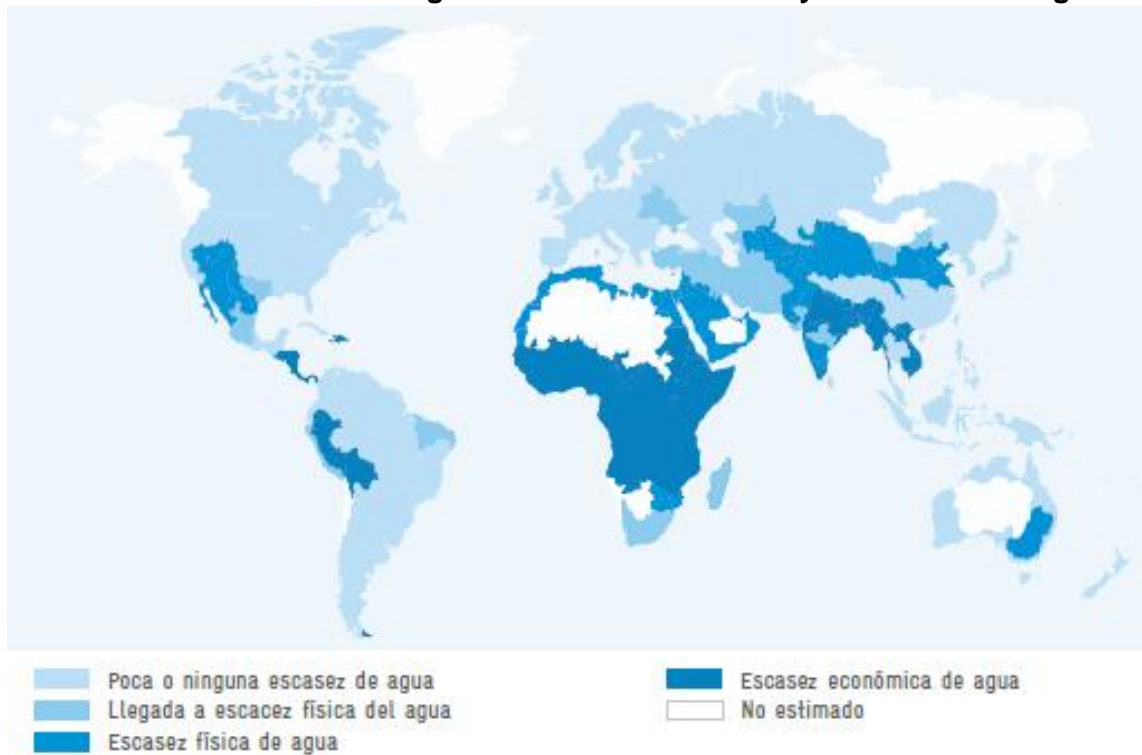 Poca o ninguna escasez de agua
Llegada a escacez física del agua
Escasez física de agua
Escasez económica de agua
No estimado